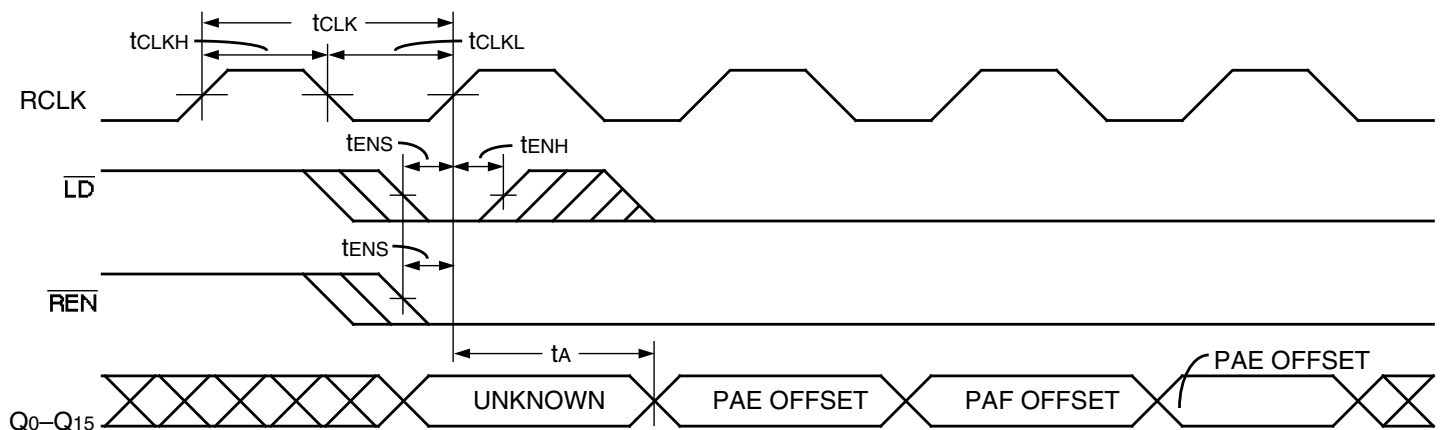 tCLK
tCLKH
tCLKL
RCLK
tENS
tENH
LD
tENS
REN
tA
PAE OFFSET
UNKNOWN
PAE OFFSET
PAF OFFSET
Q0–Q15